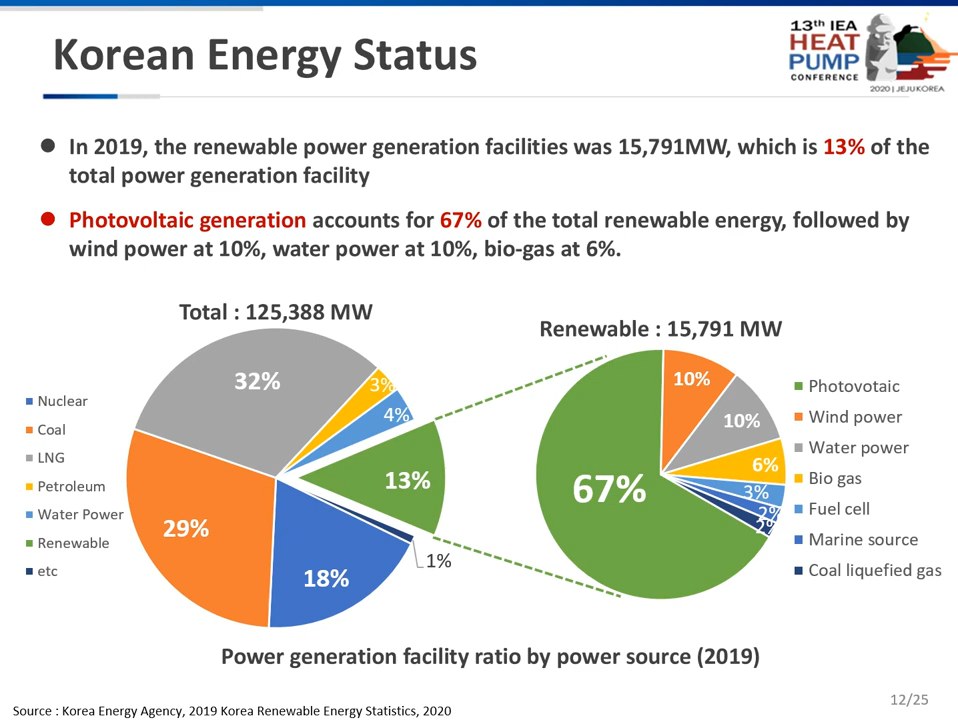 Korean Energy Status
13th IEA
HEAT
PUMP
CONFERENCE
2020 | JEJUKOREA
● In 2019, the renewable power generation facilities was 15,791MW, which is 13% of the
total power generation facility
● Photovoltaic generation accounts for 67% of the total renewable energy, followed by
wind power at 10%, water power at 10%, bio-gas at 6%.
Total : 125,388 MW
Nuclear
Coal
LNG
Petroleum
Water Power
Renewable
etc
32%
3%
4%
13%
29%
18%
1%
Renewable : 15,791 MW
10%
10%
6%
3%
2%
2%
67%
Photovotaic
Wind power
Water power
Bio gas
Fuel cell
Marine source
Coal liquefied gas
Power generation facility ratio by power source (2019)
12/25
Source : Korea Energy Agency, 2019 Korea Renewable Energy Statistics, 2020